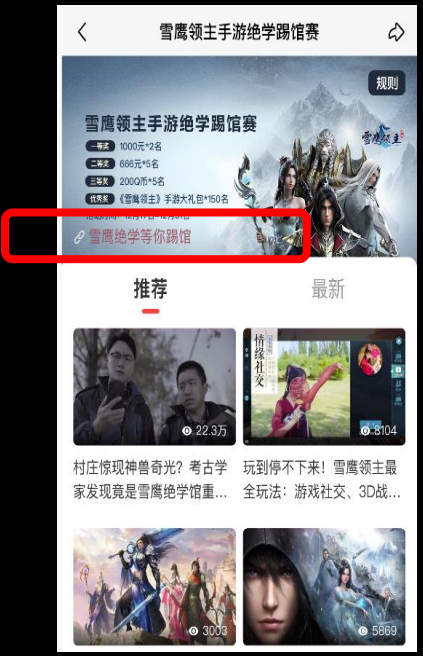 雪鹰领主手游绝学踢馆赛
规则
雪鹰领主手游绝学踢馆赛
雪鹰领主
一等奖 1000元*2名
二等奖 666元*5名
三等奖 200Q币*5名
优秀奖 《雪鹰领主》手游大礼包*150名
雪鹰绝学等你踢馆
推荐
最新
22.3万
情缘社交
8104
村庄惊现神兽奇光？考古学
家发现竟是雪鹰绝学馆重...
玩到停不下来！雪鹰领主最
全玩法：游戏社交、3D战...
3003
5869